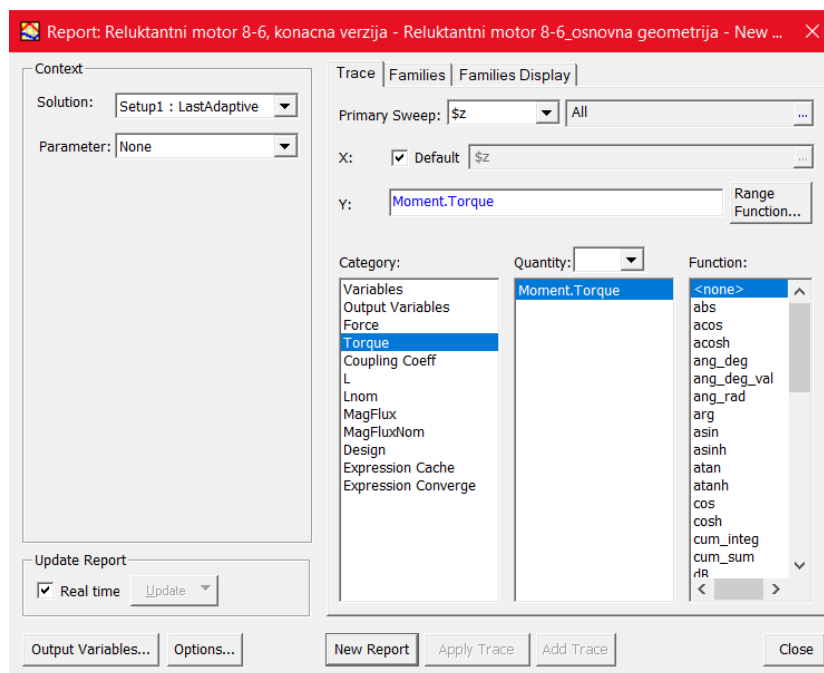 Report: Reluktantni motor 8-6, konacna verzija - Reluktantni motor 8-6_osnovna geometrija - New ...
Context
Solution: Setup1 : LastAdaptive
Parameter: None
Update Report
Real time Update
Output Variables... Options...
Trace Families Families Display
Primary Sweep: $z All ...
X: Default $z ...
Y: Moment.Torque Range Function...
Category:
Variables
Output Variables
Force
Torque
Coupling Coeff
L
Lnom
MagFlux
MagFluxNom
Design
Expression Cache
Expression Converge
Quantity:
Moment.Torque
Function:
<none>
abs
acos
acosh
ang_deg
ang_deg_val
ang_rad
arg
asin
asinh
atan
atanh
cos
cosh
cum_integ
cum_sum
dB
New Report Apply Trace Add Trace Close